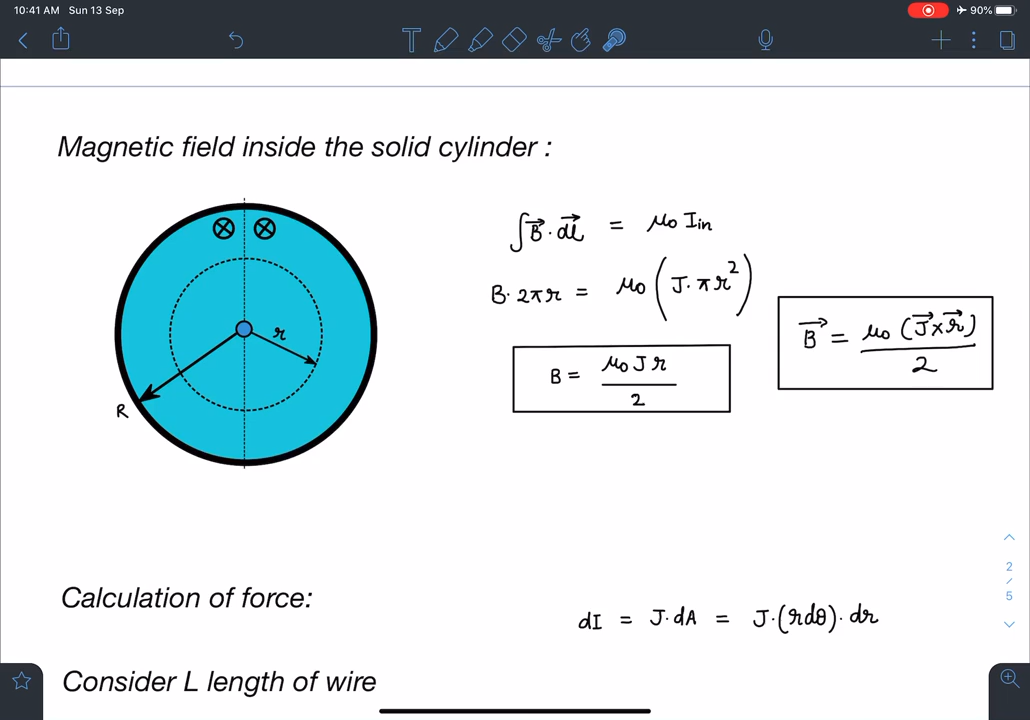 10:41 AM Sun 13 Sep
90%
T
Magnetic field inside the solid cylinder :
r
R
∫B⃗ · dl⃗ = μ₀ Iin
B · 2πr = μ₀ (J · πr²)
B = μ₀ J r / 2
B⃗ = μ₀ (J⃗ × r⃗) / 2
2
/
5
Calculation of force:
dI = J · dA = J · (r dθ) · dr
Consider L length of wire